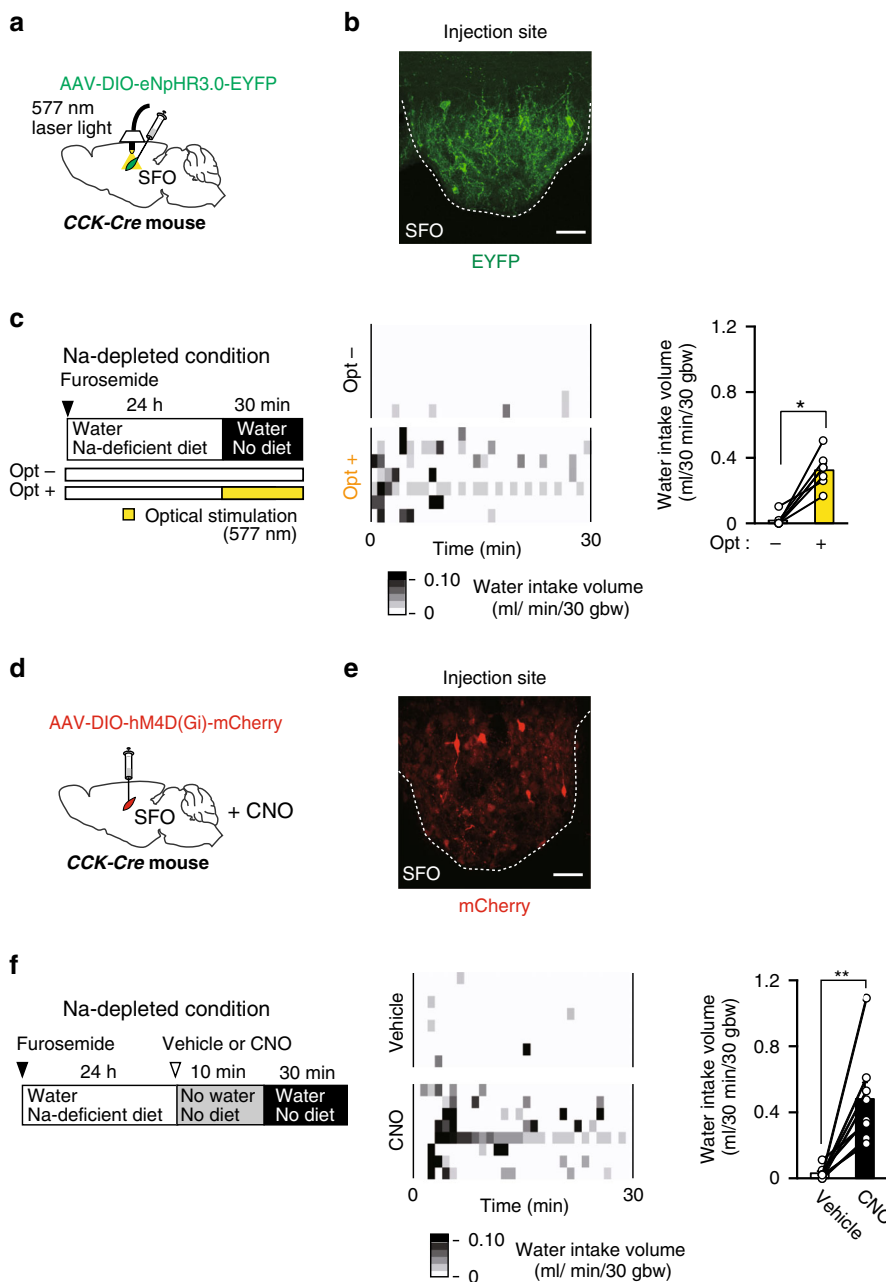 a
AAV-DIO-eNpHR3.0-EYFP
577 nm
laser light
SFO
CCK-Cre mouse
b
Injection site
SFO
EYFP
c
Na-depleted condition
Furosemide
24 h
30 min
Water
Na-deficient diet
Water
No diet
Opt –
Opt +
Optical stimulation
(577 nm)
Opt –
Opt +
0
30
Time (min)
0.10
0
Water intake volume
(ml/ min/30 gbw)
Water intake volume
(ml/30 min/30 gbw)
1.2
0.8
0.4
0
*
Opt : – +
d
AAV-DIO-hM4D(Gi)-mCherry
SFO
+ CNO
CCK-Cre mouse
e
Injection site
SFO
mCherry
f
Na-depleted condition
Furosemide
Vehicle or CNO
24 h
10 min
30 min
Water
Na-deficient diet
No water
No diet
Water
No diet
Vehicle
CNO
0
30
Time (min)
0.10
0
Water intake volume
(ml/ min/30 gbw)
Water intake volume
(ml/30 min/30 gbw)
1.2
0.8
0.4
0
**
Vehicle
CNO